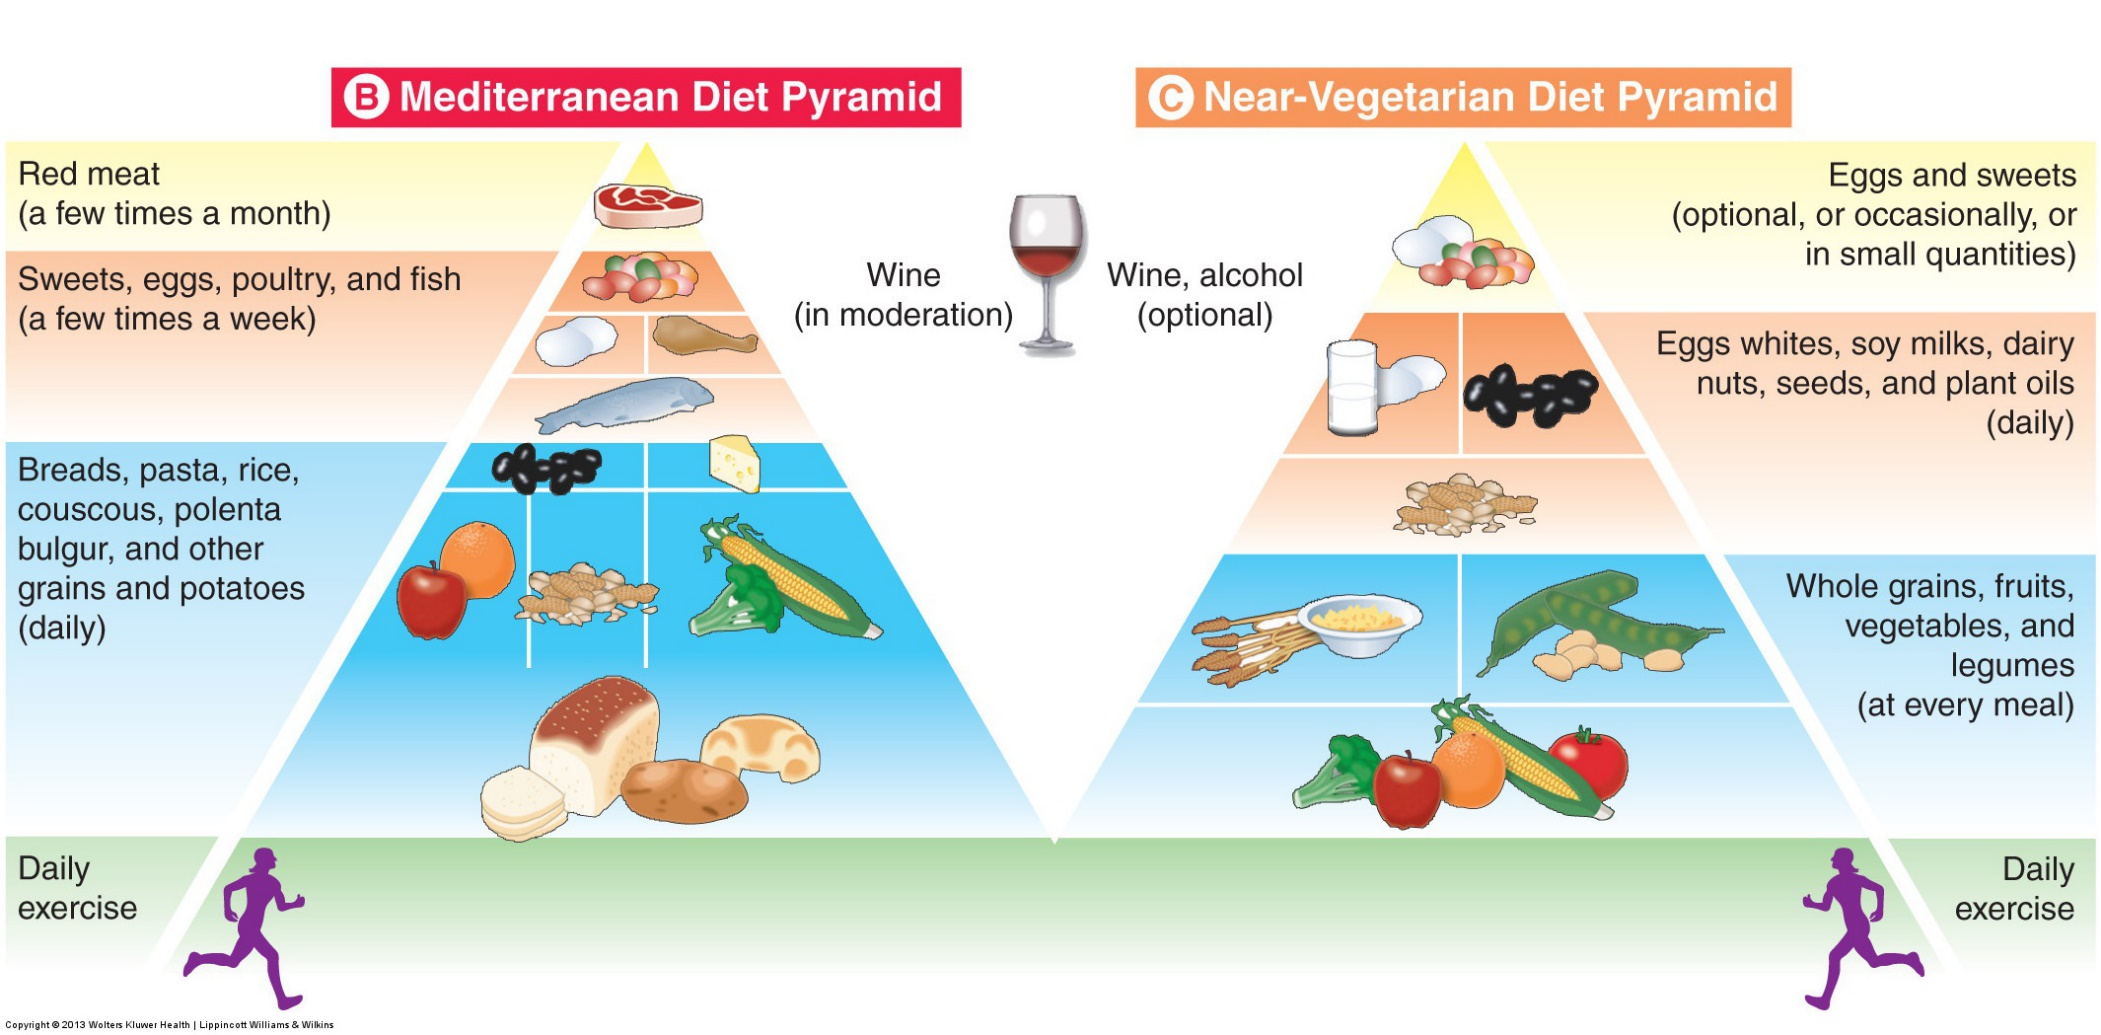 B Mediterranean Diet Pyramid
Red meat
(a few times a month)
Sweets, eggs, poultry, and fish
(a few times a week)
Breads, pasta, rice,
couscous, polenta
bulgur, and other
grains and potatoes
(daily)
Daily
exercise
Wine
(in moderation)
C Near-Vegetarian Diet Pyramid
Wine, alcohol
(optional)
Eggs and sweets
(optional, or occasionally, or
in small quantities)
Eggs whites, soy milks, dairy
nuts, seeds, and plant oils
(daily)
Whole grains, fruits,
vegetables, and
legumes
(at every meal)
Daily
exercise
Copyright © 2013 Wolters Kluwer Health | Lippincott Williams & Wilkins